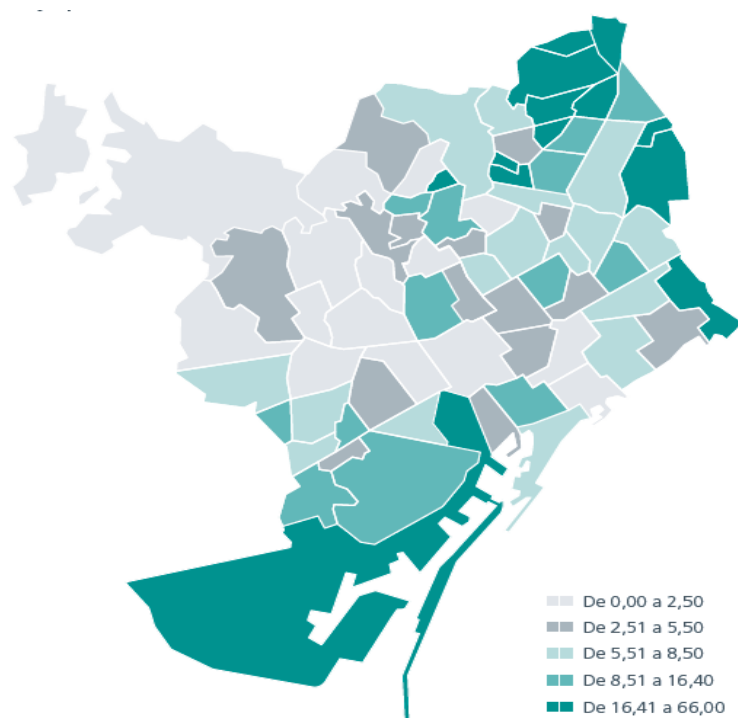 De 0,00 a 2,50
De 2,51 a 5,50
De 5,51 a 8,50
De 8,51 a 16,40
De 16,41 a 66,00